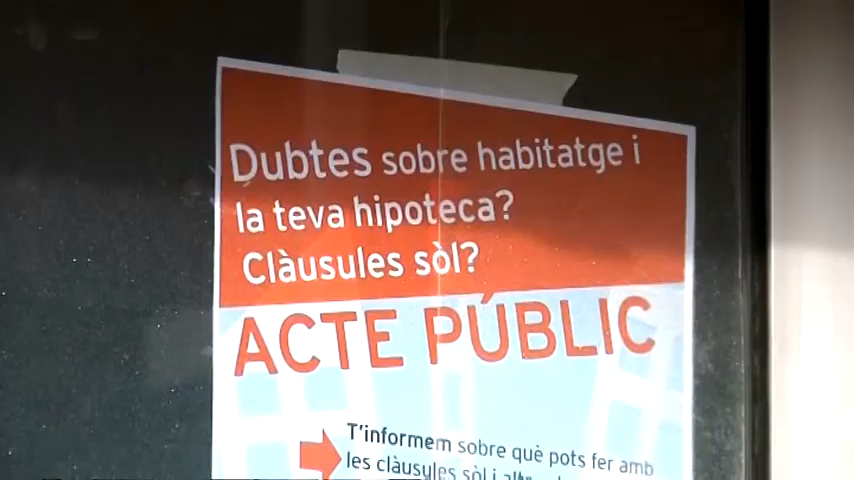 Dubtes sobre habitatge i
la teva hipoteca?
Clàusules sòl?
ACTE PÚBLIC
T'informem sobre què pots fer amb
les clàusules sòl i